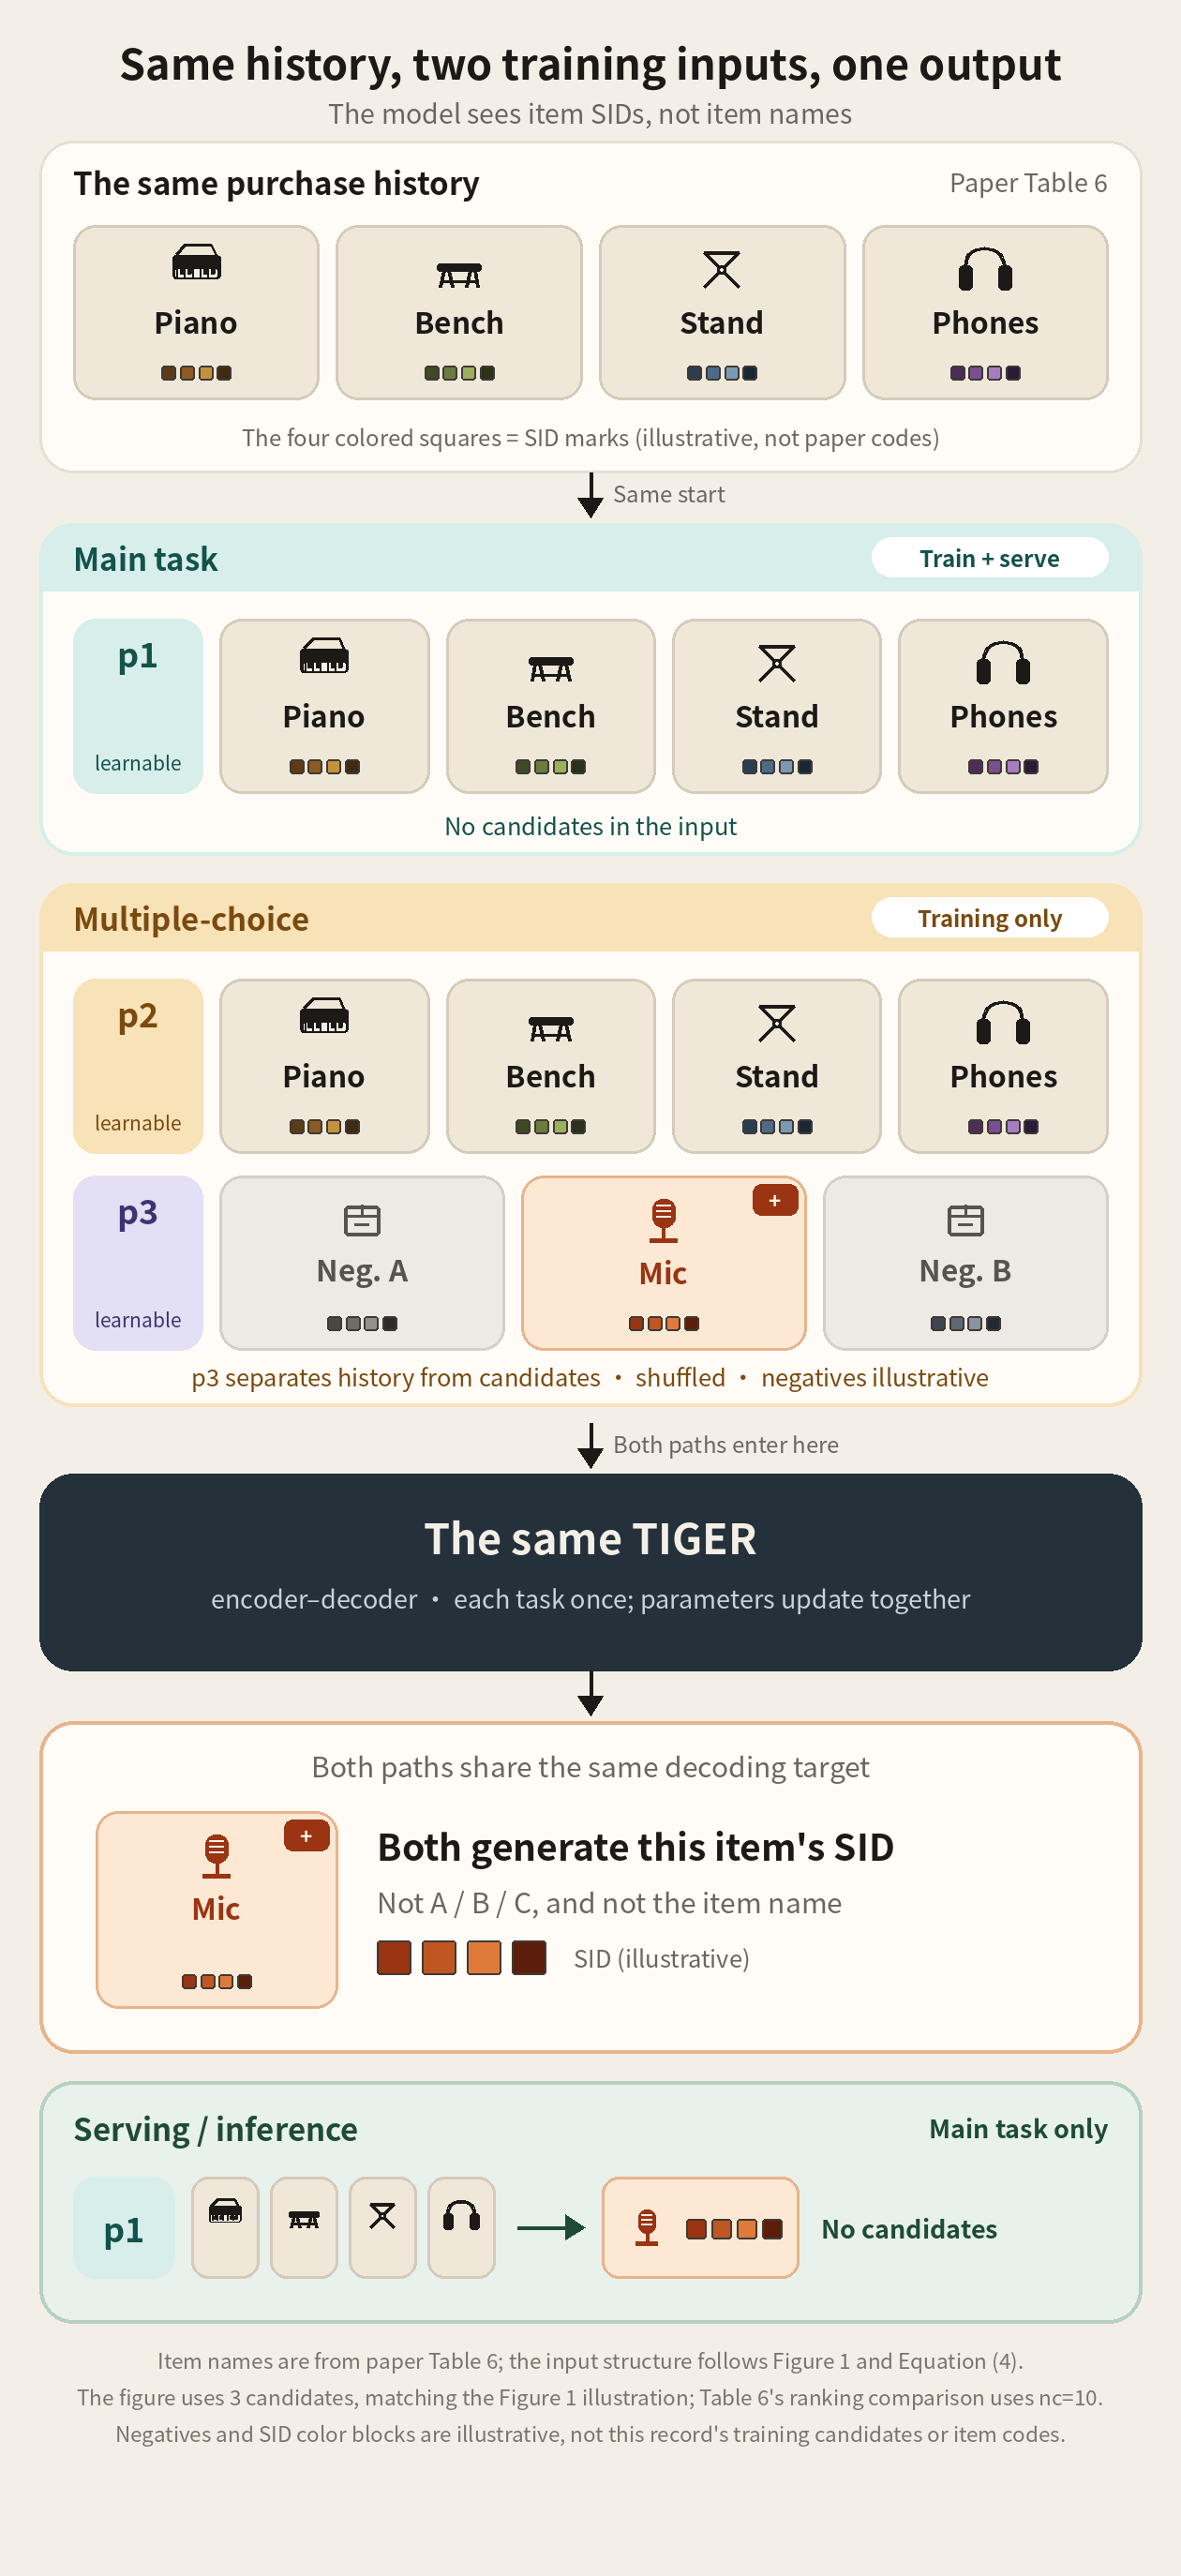 Same history, two training inputs, one output
The model sees item SIDs, not item names
The same purchase history
Paper Table 6
Piano
Bench
Stand
Phones
The four colored squares = SID marks (illustrative, not paper codes)
Same start
Main task
Train + serve
p1
learnable
Piano
Bench
Stand
Phones
No candidates in the input
Multiple-choice
Training only
p2
learnable
Piano
Bench
Stand
Phones
p3
learnable
Neg. A
+
Mic
Neg. B
p3 separates history from candidates • shuffled • negatives illustrative
Both paths enter here
The same TIGER
encoder–decoder • each task once; parameters update together
Both paths share the same decoding target
+
Mic
Both generate this item's SID
Not A / B / C, and not the item name
SID (illustrative)
Serving / inference
Main task only
p1
No candidates
Item names are from paper Table 6; the input structure follows Figure 1 and Equation (4).
The figure uses 3 candidates, matching the Figure 1 illustration; Table 6's ranking comparison uses nc=10.
Negatives and SID color blocks are illustrative, not this record's training candidates or item codes.